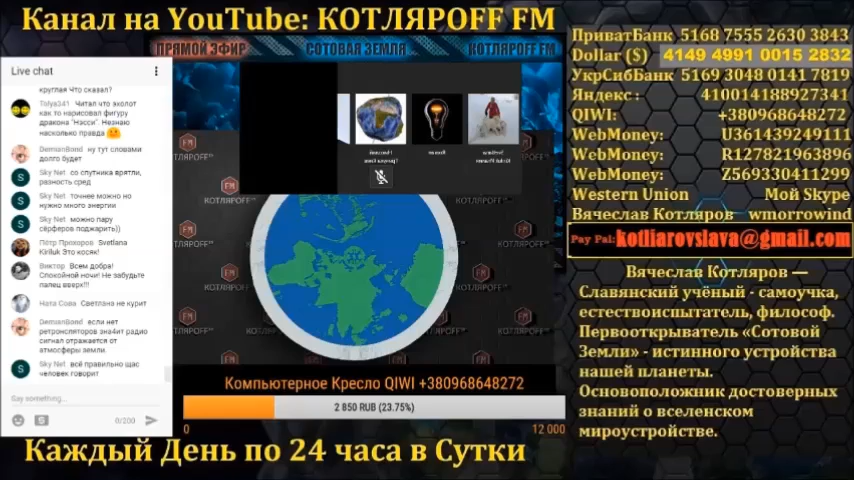 Канал на YouTube: КОТЛЯРОФФ FM
ПРЯМОЙ ЭФИР
СОТОВАЯ ЗЕМЛЯ
КОТЛЯРОFF FM
Live chat
круглая Что сказал?
Tolya341 Читал что эхолот
как то нарисовал фигуру
дракона "Нэсси". Незнаю
насколько правда
DemianBond ну тут словами
долго будет
Sky Net со спутника врятли,
разность сред
Sky Net точнее можно но
нужно много энергии
Sky Net можно пару
сёрферов поджарить))
Пётр Прохоров Svetlana
Kiriluk Это косяк!
Виктор Всем добра!
Спокойной ночи! Не забудьте
палец вверх!!!
Ната Сова Светлана не курит
DemianBond если нет
ретронсляторов зна4ит радио
сигнал отражается от
атмосферы земли.
Sky Net всё правильно щас
человек говорит
Say something...
0/200
Компьютерное Кресло QIWI +380968648272
2 850 RUB (23.75%)
0
12 000
Каждый День по 24 часа в Сутки
ПриватБанк 5168 7555 2630 3843
Dollar ($) 4149 4991 0015 2832
УкрСибБанк 5169 3048 0141 7819
Яндекс : 410014188927341
QIWI: +380968648272
WebMoney: U361439249111
WebMoney: R127821963896
WebMoney: Z569330411299
Western Union Мой Skype
Вячеслав Котляров wmorrowind
Pay Pal: kotliarovslava@gmail.com
Вячеслав Котляров —
Славянский учёный - самоучка,
естествоиспытатель, философ.
Первооткрыватель «Сотовой
Земли» - истинного устройства
нашей планеты.
Основоположник достоверных
знаний о вселенском
мироустройстве.